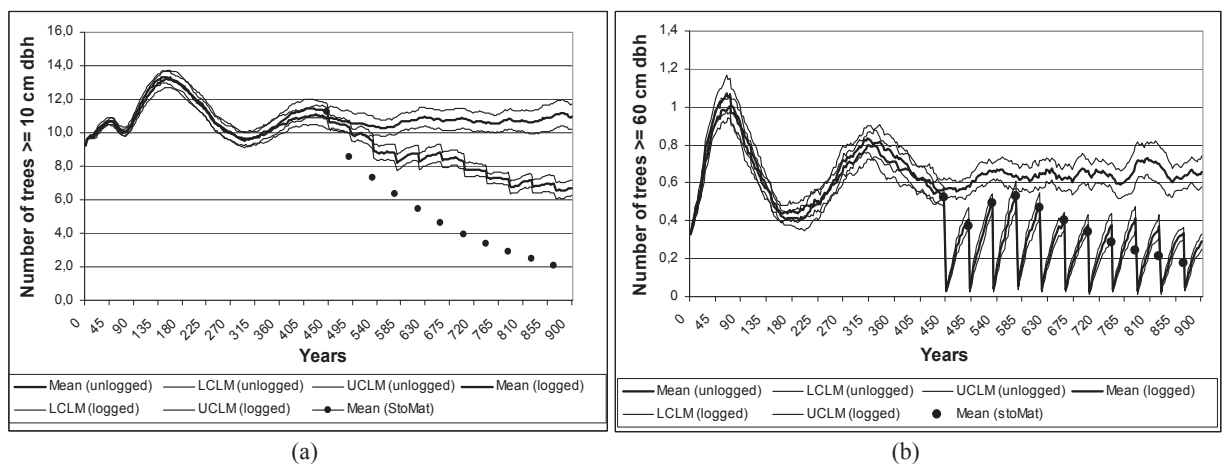 Number of trees >= 10 cm dbh
16,0
14,0
12,0
10,0
8,0
6,0
4,0
2,0
0,0
0 45 90 135 180 225 270 315 360 405 450 495 540 585 630 675 720 765 810 855 900
Years
Mean (unlogged) LCLM (unlogged) UCLM (unlogged) Mean (logged)
LCLM (logged) UCLM (logged) Mean (StoMat)
(a)
Number of trees >= 60 cm dbh
1,4
1,2
1
0,8
0,6
0,4
0,2
0
0 45 90 135 180 225 270 315 360 405 450 495 540 585 630 675 720 765 810 855 900
Years
Mean (unlogged) LCLM (unlogged) UCLM (unlogged) Mean (logged)
LCLM (logged) UCLM (logged) Mean (stoMat)
(b)